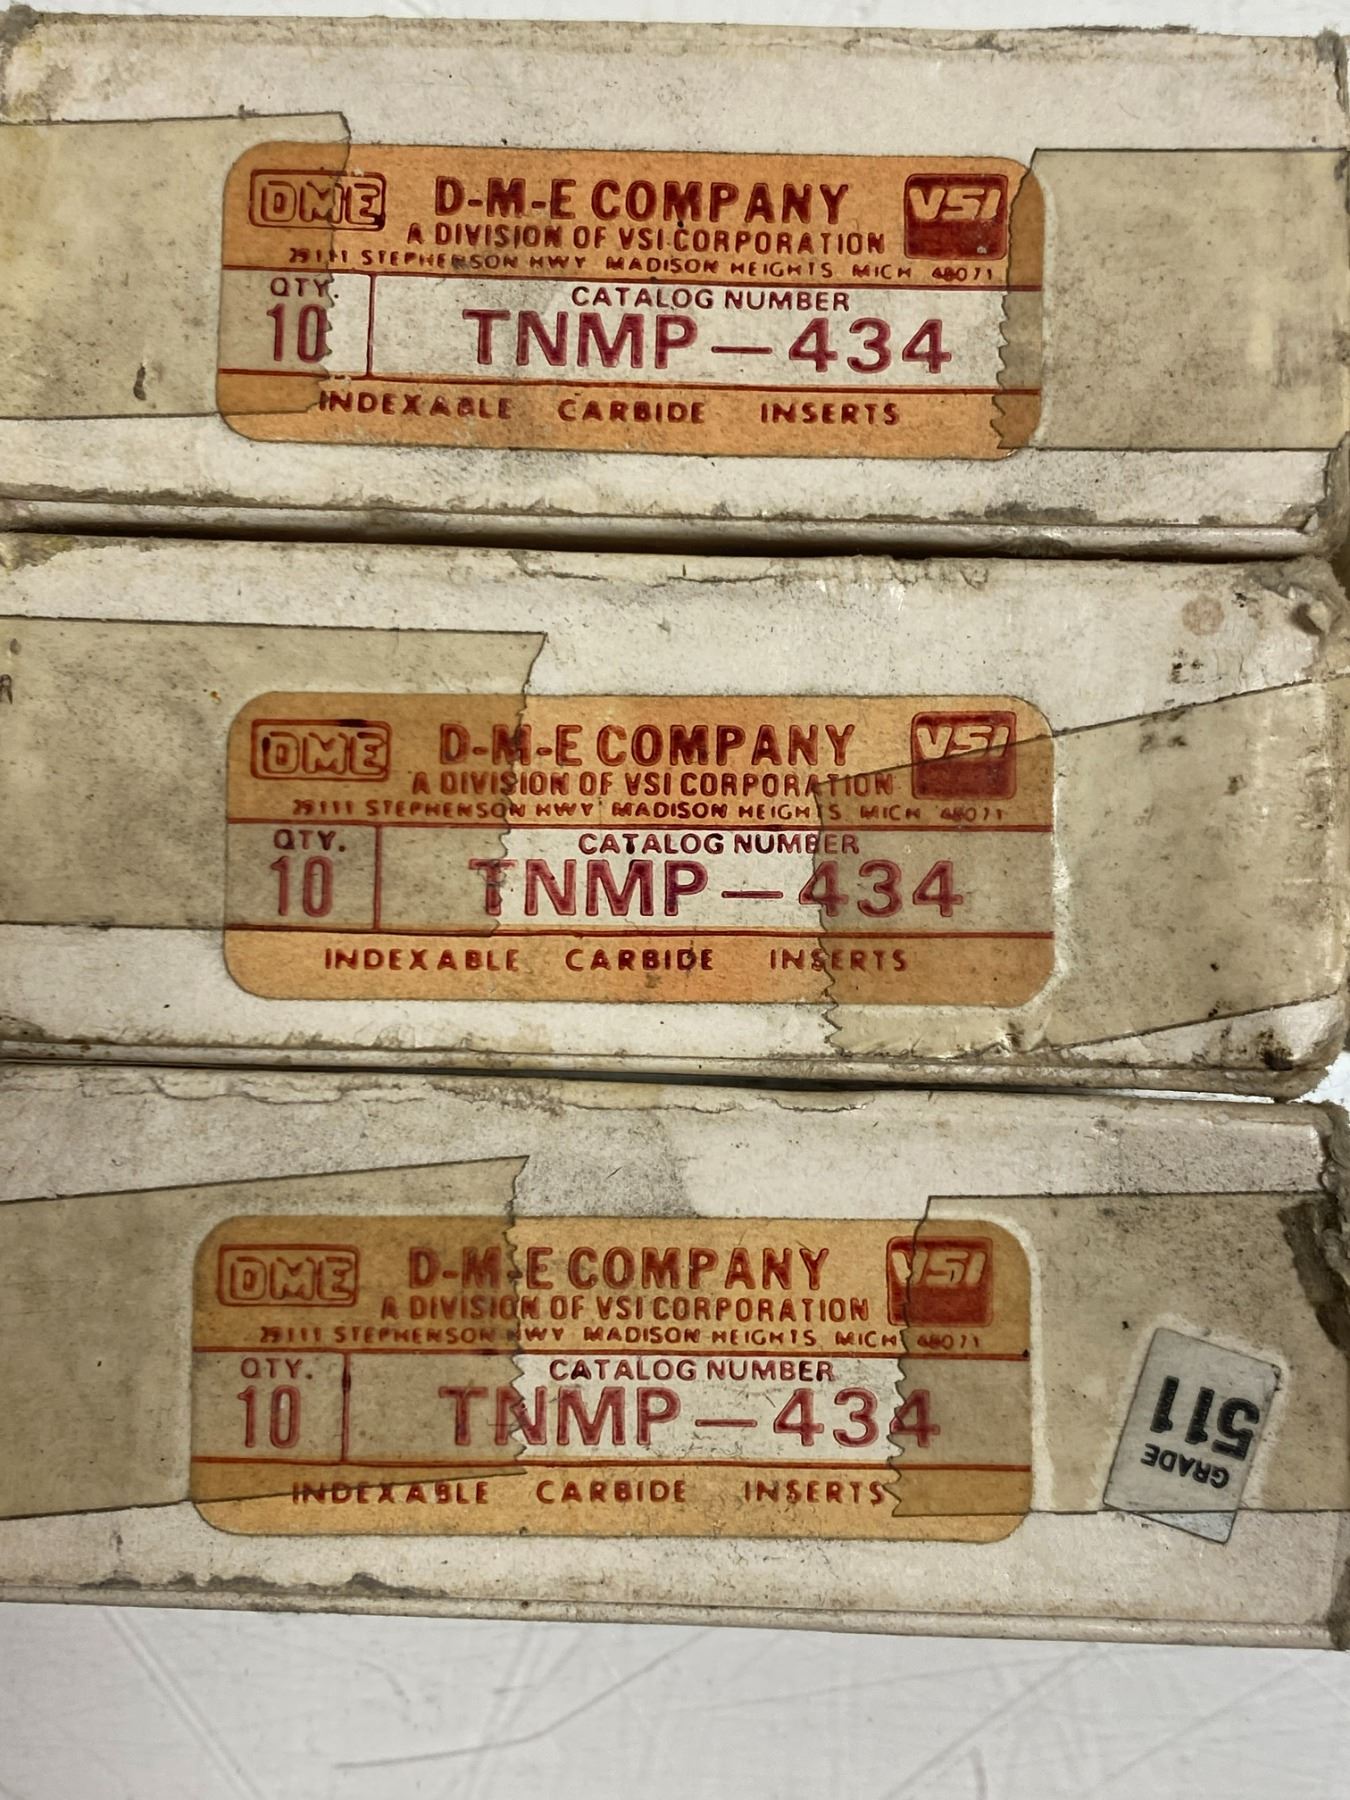 DME D-M-E COMPANY VSI
A DIVISION OF VSI CORPORATION
29111 STEPHENSON HWY MADISON HEIGHTS MICH 48071
QTY. CATALOG NUMBER
10 TNMP—434
INDEXABLE CARBIDE INSERTS
DME D-M-E COMPANY VSI
A DIVISION OF VSI CORPORATION
29111 STEPHENSON HWY MADISON HEIGHTS MICH 48071
QTY. CATALOG NUMBER
10 TNMP—434
INDEXABLE CARBIDE INSERTS
DME D-M-E COMPANY VSI
A DIVISION OF VSI CORPORATION
29111 STEPHENSON HWY MADISON HEIGHTS MICH 48071
QTY. CATALOG NUMBER
10 TNMP—434
INDEXABLE CARBIDE INSERTS
GRADE
511